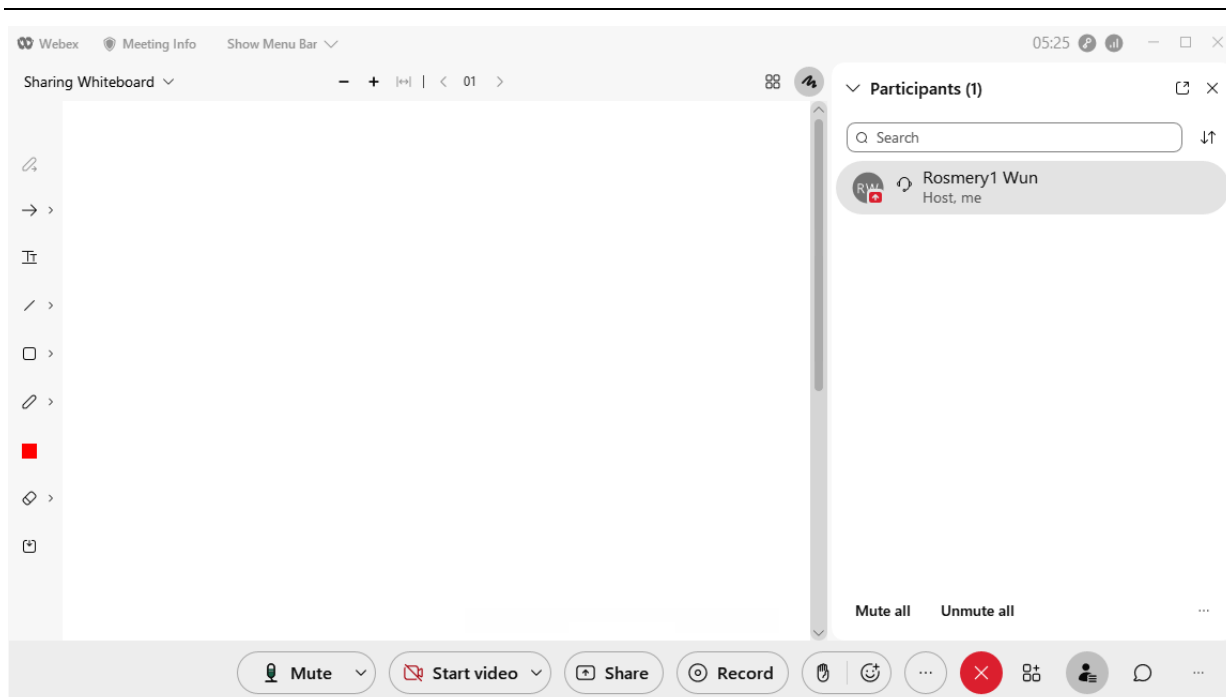 Webex Meeting Info Show Menu Bar 05:25
Sharing Whiteboard 01
Participants (1)
Search
RW Rosmery1 Wun
Host, me
Tт
Mute all Unmute all ...
Mute Start video Share Record ... ...